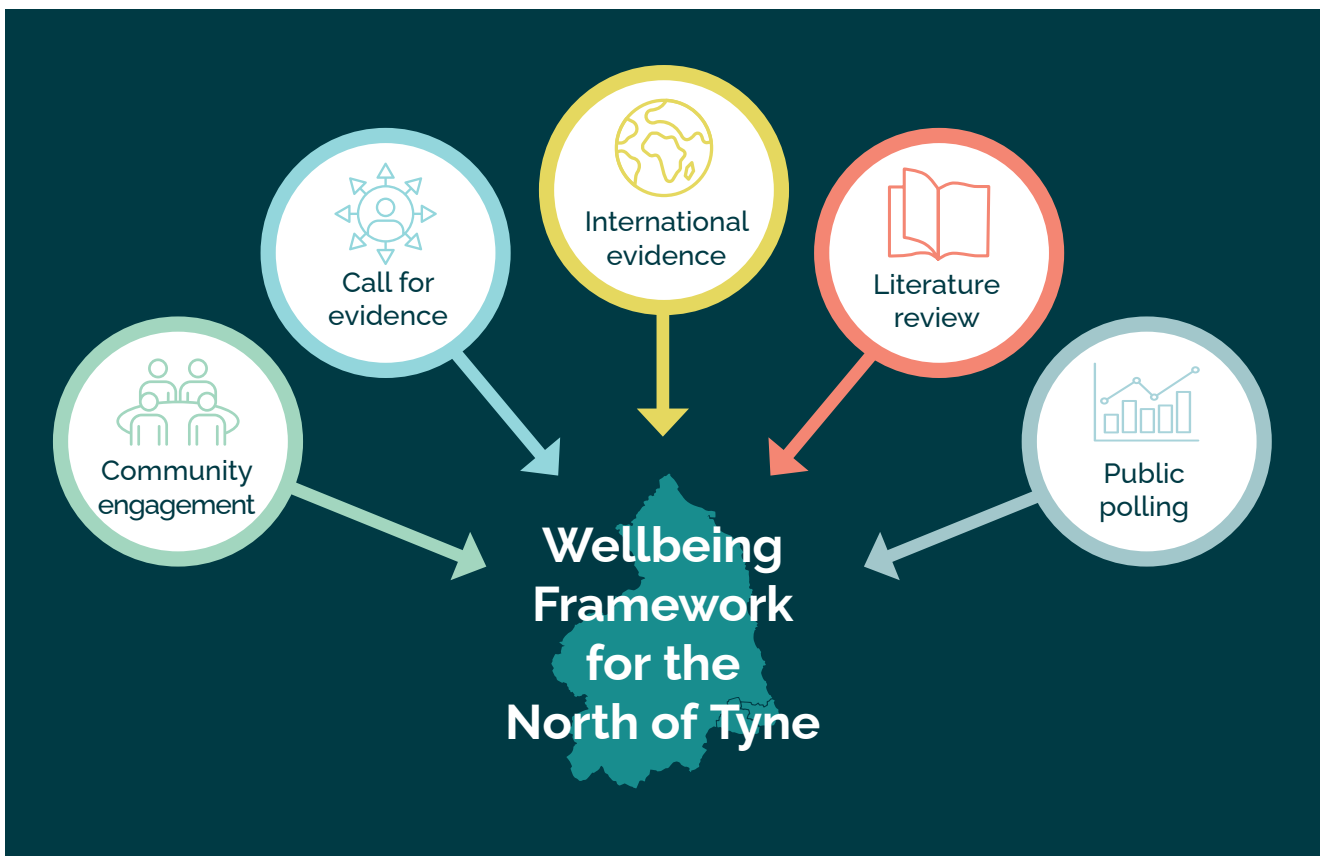 International
evidence
Call for
evidence
Literature
review
Community
engagement
Public
polling
Wellbeing
Framework
for the
North of Tyne